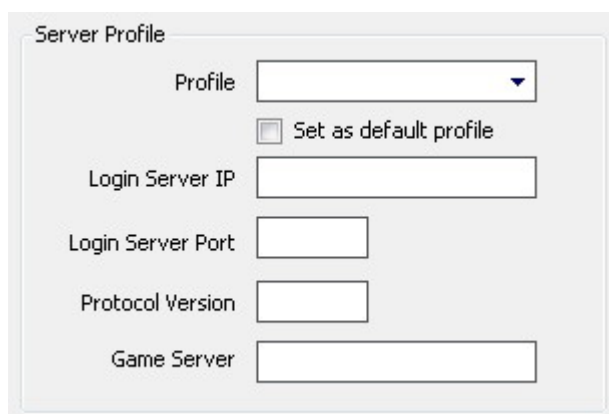 Server Profile
Profile
Set as default profile
Login Server IP
Login Server Port
Protocol Version
Game Server